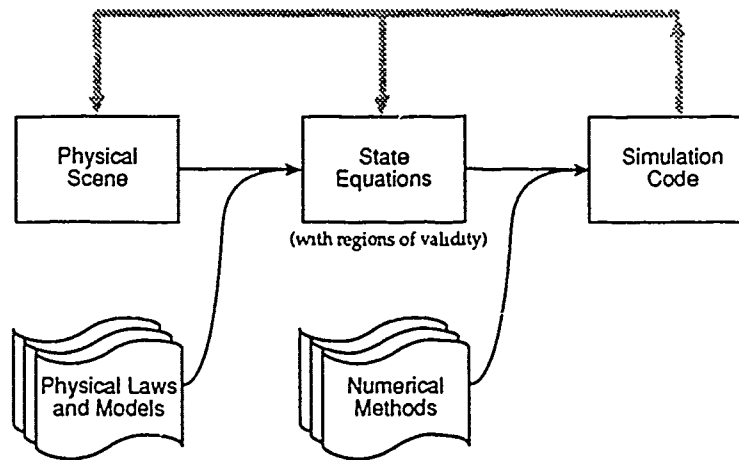 Physical
Scene
State
Equations
Simulation
Code
(with regions of validity)
Physical Laws
and Models
Numerical
Methods